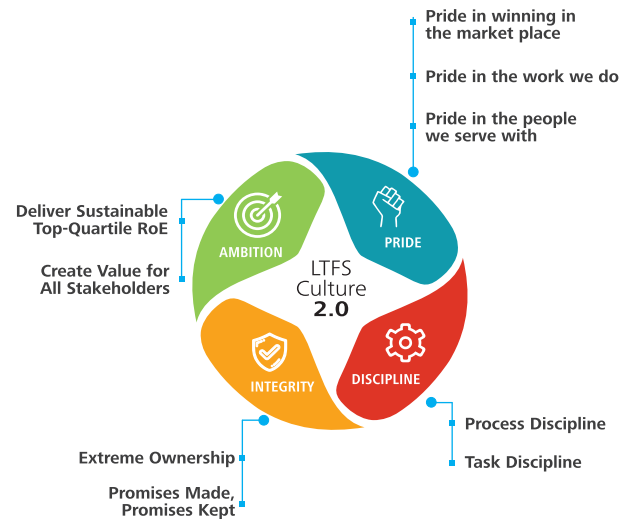 Pride in winning in
the market place
Pride in the work we do
Pride in the people
we serve with
PRIDE
Deliver Sustainable
Top-Quartile RoE
Create Value for
All Stakeholders
AMBITION
LTFS
Culture
2.0
INTEGRITY
DISCIPLINE
Extreme Ownership
Promises Made,
Promises Kept
Process Discipline
Task Discipline